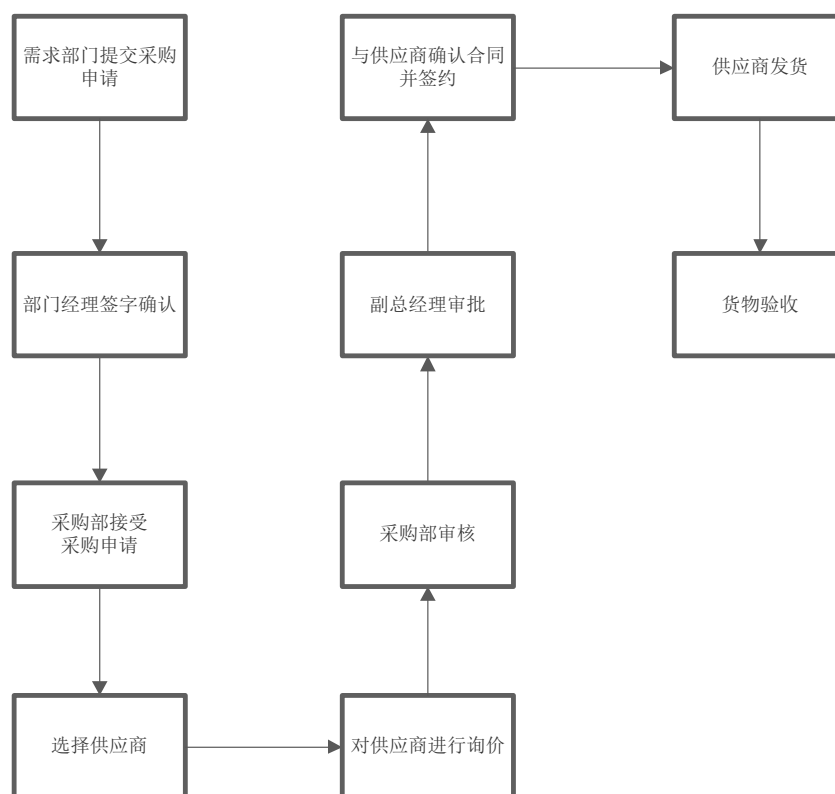 需求部门提交采购
申请
部门经理签字确认
采购部接受
采购申请
选择供应商
对供应商进行询价
采购部审核
副总经理审批
与供应商确认合同
并签约
供应商发货
货物验收